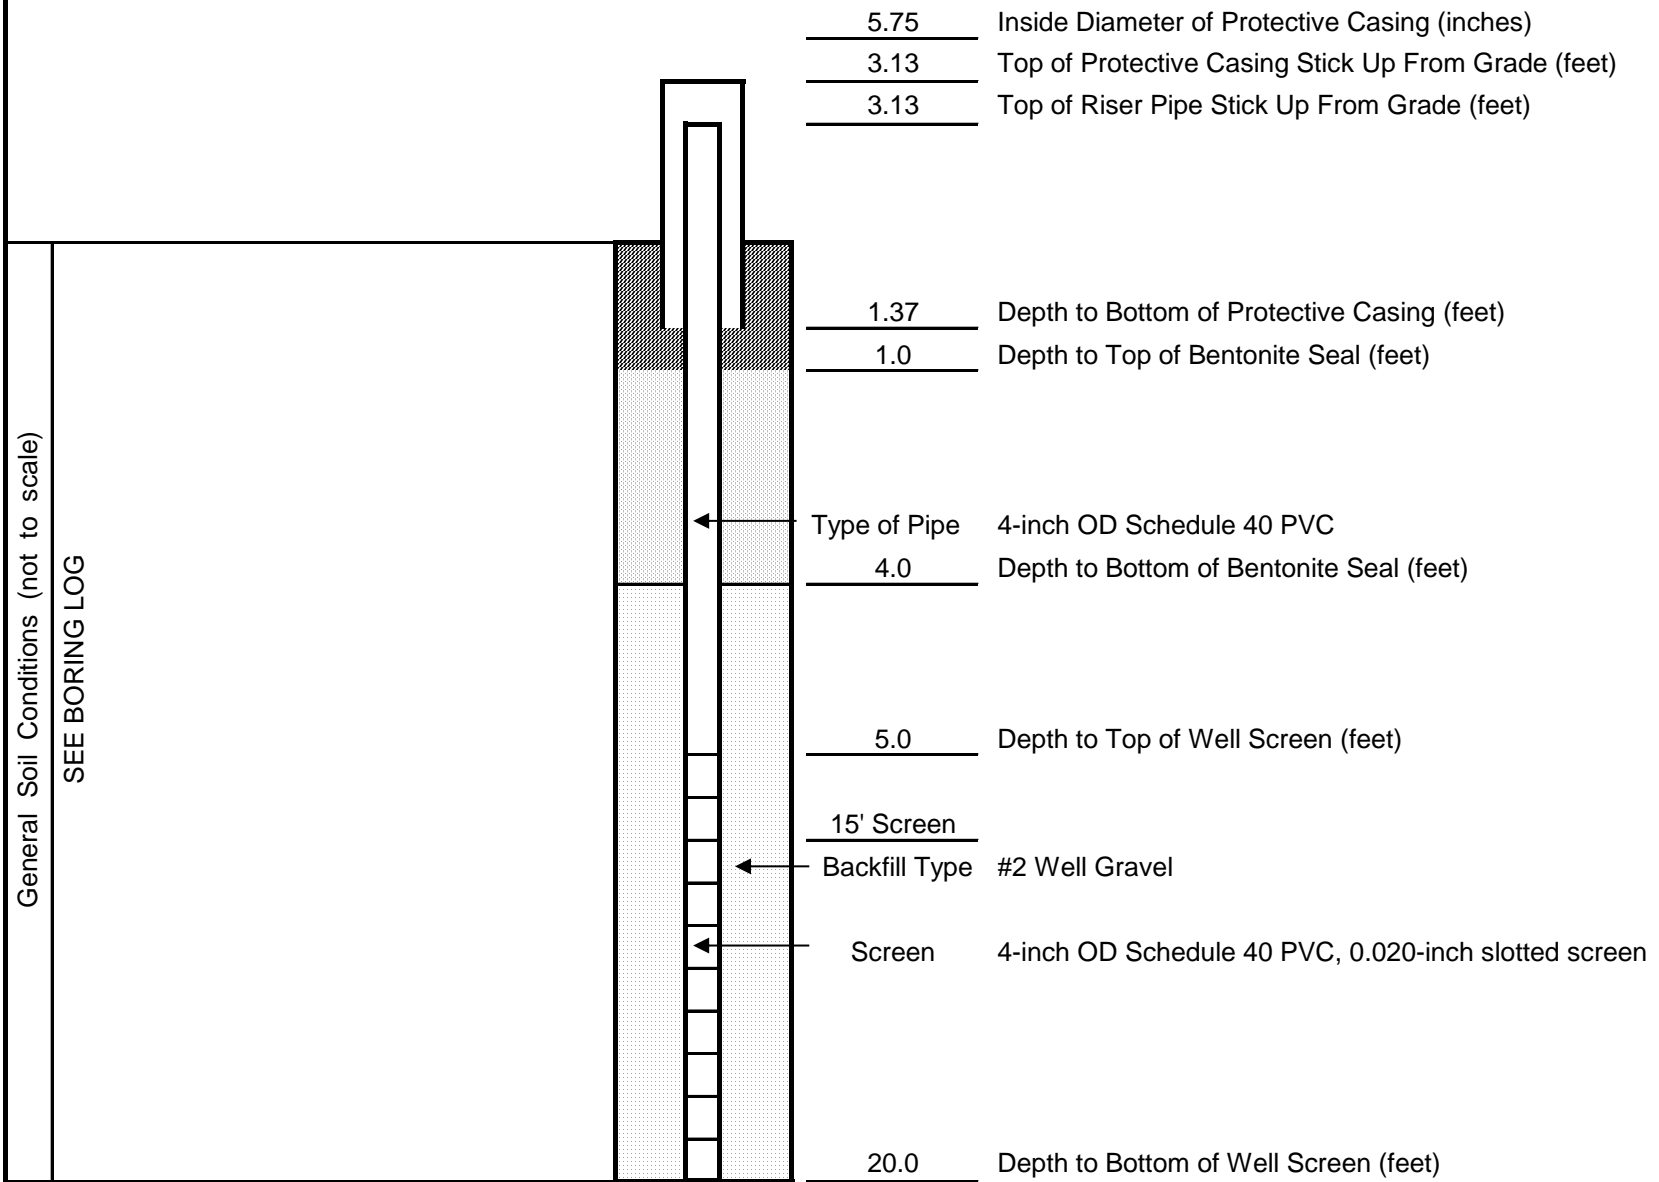 5.75 Inside Diameter of Protective Casing (inches)
3.13 Top of Protective Casing Stick Up From Grade (feet)
3.13 Top of Riser Pipe Stick Up From Grade (feet)
1.37 Depth to Bottom of Protective Casing (feet)
1.0 Depth to Top of Bentonite Seal (feet)
Type of Pipe 4-inch OD Schedule 40 PVC
4.0 Depth to Bottom of Bentonite Seal (feet)
5.0 Depth to Top of Well Screen (feet)
15' Screen
Backfill Type #2 Well Gravel
Screen 4-inch OD Schedule 40 PVC, 0.020-inch slotted screen
20.0 Depth to Bottom of Well Screen (feet)
General Soil Conditions (not to scale)
SEE BORING LOG